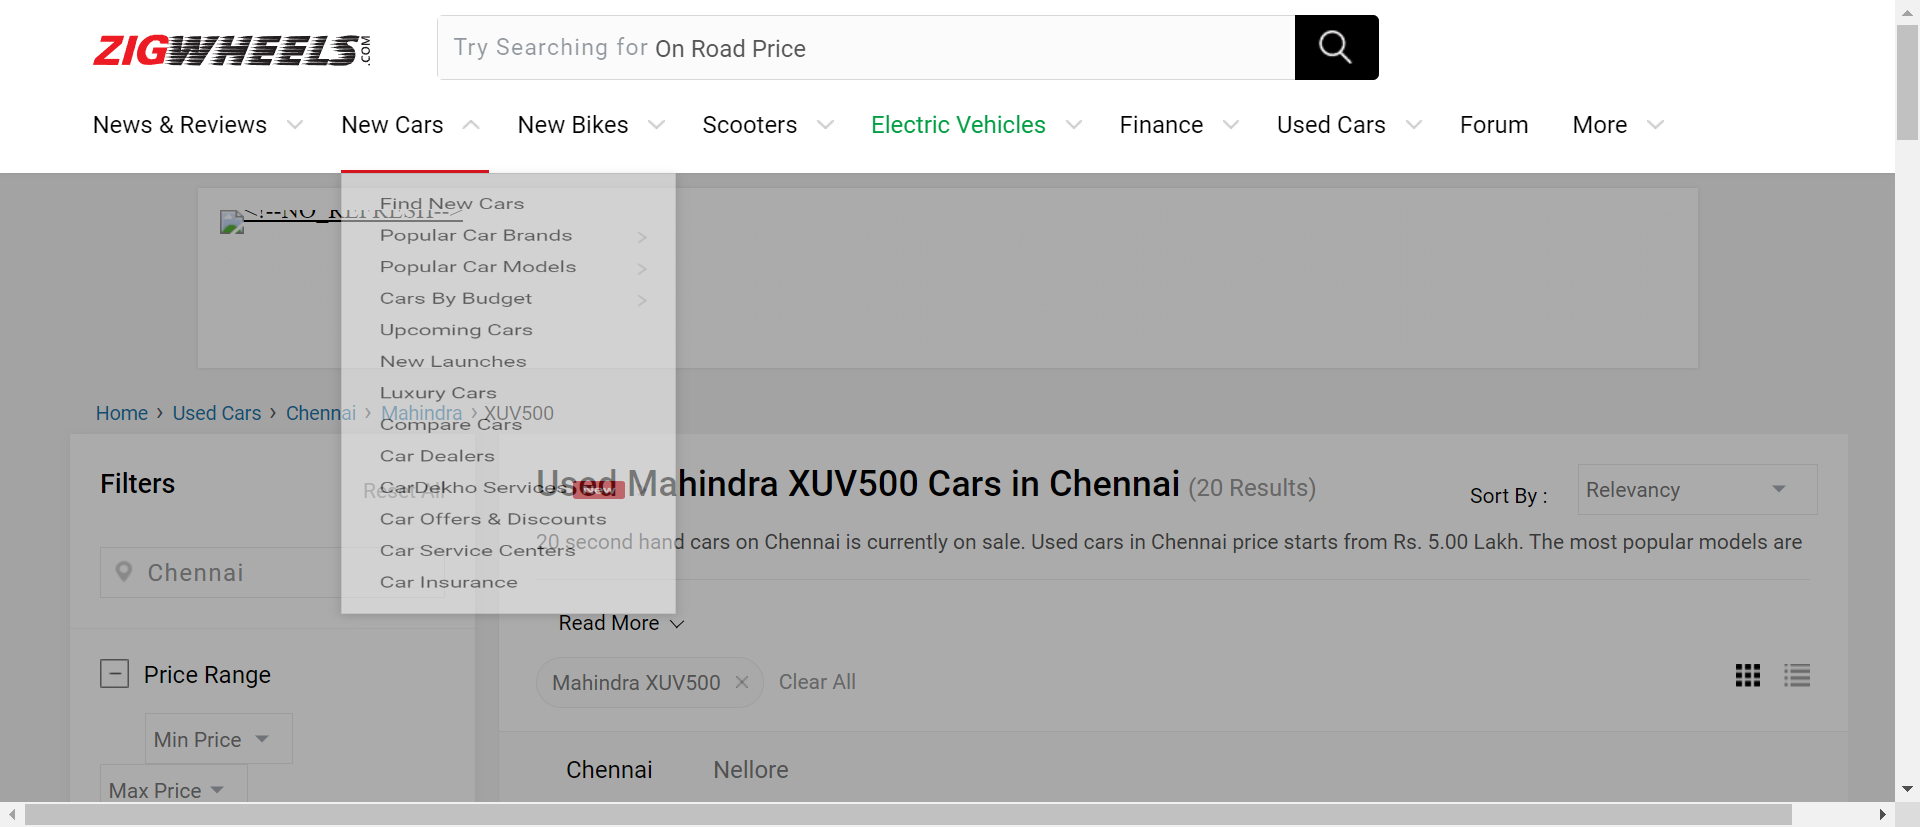 ZIGWHEELS.COM
Try Searching for On Road Price
News & Reviews New Cars New Bikes Scooters Electric Vehicles Finance Used Cars Forum More
<!--NO_REFRESH-->
Find New Cars
Popular Car Brands
Popular Car Models
Cars By Budget
Upcoming Cars
New Launches
Luxury Cars
Compare Cars
Car Dealers
CarDekho Services NEW
Car Offers & Discounts
Car Service Centers
Car Insurance
Home › Used Cars › Chennai › Mahindra › XUV500
Filters
Reset All
Chennai
Price Range
Min Price
Max Price
Used Mahindra XUV500 Cars in Chennai (20 Results)
Sort By : Relevancy
20 second hand cars on Chennai is currently on sale. Used cars in Chennai price starts from Rs. 5.00 Lakh. The most popular models are
Read More
Mahindra XUV500 Clear All
Chennai Nellore